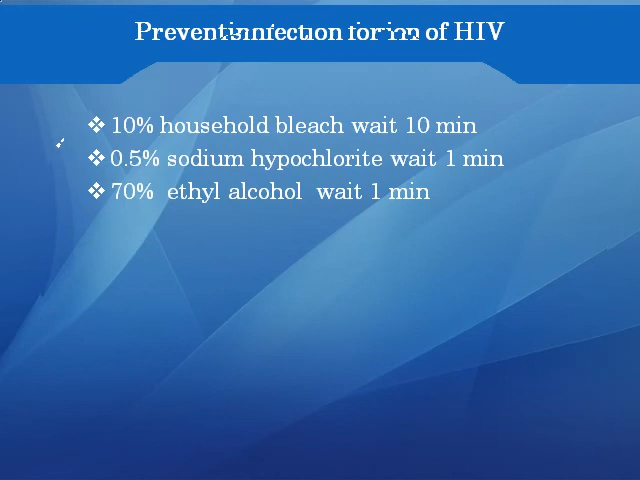 of HIV
❖ 10% household bleach wait 10 min
❖ 0.5% sodium hypochlorite wait 1 min
❖ 70% ethyl alcohol wait 1 min